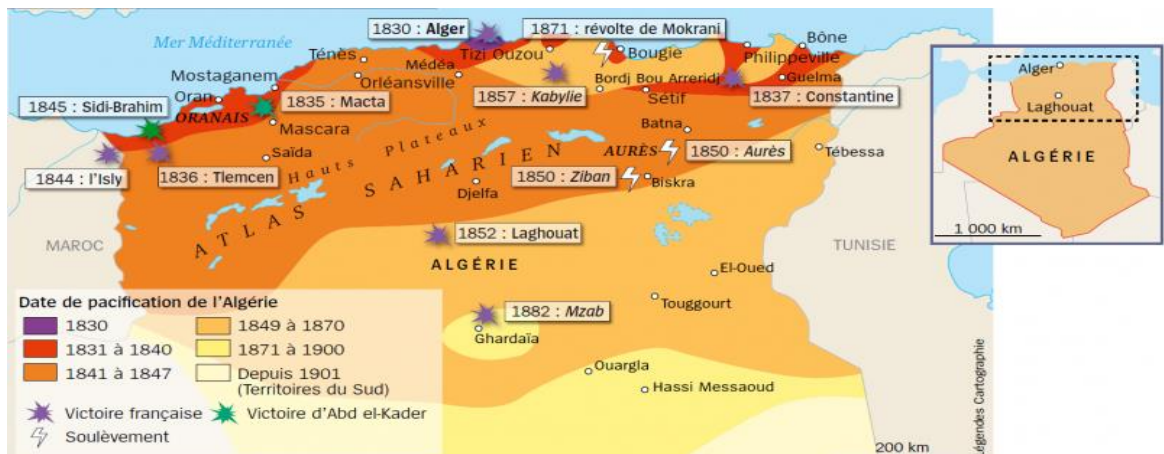 1830 : Alger
1871 : révolte de Mokrani
Mer Méditerranée
Ténès
Tizi Ouzou
Bougie
Bône
Philippeville
Médéa
Mostaganem
Orléansville
Bordj Bou Arreridj
Guelma
Oran
1845 : Sidi-Brahim
ORANAIS
1835 : Macta
1857 : Kabylie
Sétif
1837 : Constantine
Mascara
Batna
Hauts Plateaux
Saïda
AURÈS
1850 : Aurès
Tébessa
1844 : l'Isly
1836 : Tlemcen
1850 : Ziban
Biskra
Djelfa
ATLAS SAHARIEN
MAROC
1852 : Laghouat
TUNISIE
ALGÉRIE
El-Oued
Touggourt
1882 : Mzab
Ghardaïa
Ouargla
Hassi Messaoud
200 km
Légendes Cartographie
Date de pacification de l'Algérie
1830
1831 à 1840
1841 à 1847
1849 à 1870
1871 à 1900
Depuis 1901
(Territoires du Sud)
Victoire française
Victoire d'Abd el-Kader
Soulèvement
Alger
Laghouat
ALGÉRIE
1 000 km